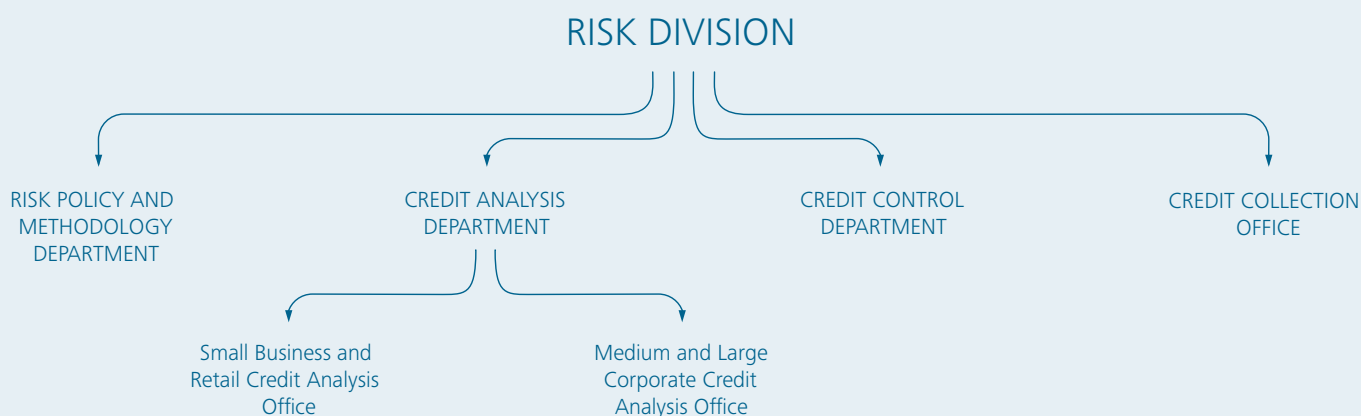 RISK DIVISION
RISK POLICY AND
METHODOLOGY
DEPARTMENT
CREDIT ANALYSIS
DEPARTMENT
CREDIT CONTROL
DEPARTMENT
CREDIT COLLECTION
OFFICE
Small Business and
Retail Credit Analysis
Office
Medium and Large
Corporate Credit
Analysis Office